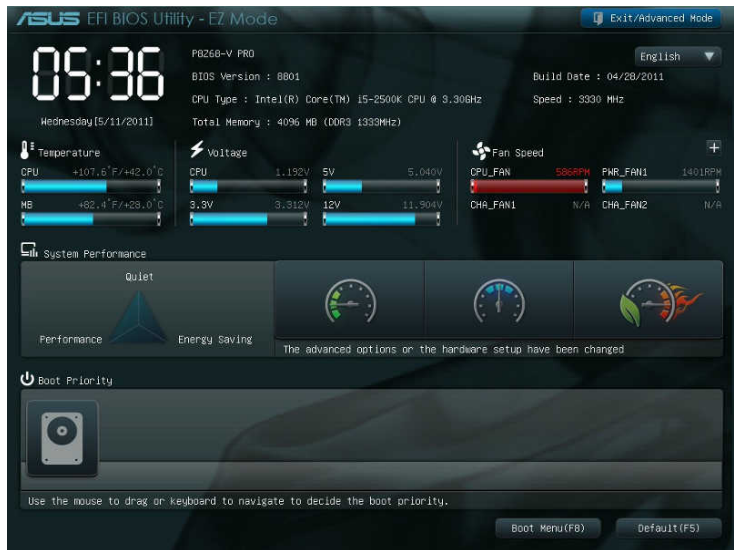 ASUS EFI BIOS Utility - EZ Mode
Exit/Advanced Mode
05:36
Wednesday[5/11/2011]
P8Z68-V PRO
BIOS Version : 8801
CPU Type : Intel(R) Core(TM) i5-2500K CPU @ 3.30GHz
Total Memory : 4096 MB (DDR3 1333MHz)
English
Build Date : 04/28/2011
Speed : 3330 MHz
Temperature
CPU +107.6°F/+42.0°C
MB +82.4°F/+28.0°C
Voltage
CPU 1.192V 5V 5.040V
3.3V 3.312V 12V 11.904V
Fan Speed
CPU_FAN 586RPM PWR_FAN1 1401RPM
CHA_FAN1 N/A CHA_FAN2 N/A
System Performance
Quiet
Performance Energy Saving
The advanced options or the hardware setup have been changed
Boot Priority
Use the mouse to drag or keyboard to navigate to decide the boot priority.
Boot Menu(F8)
Default(F5)